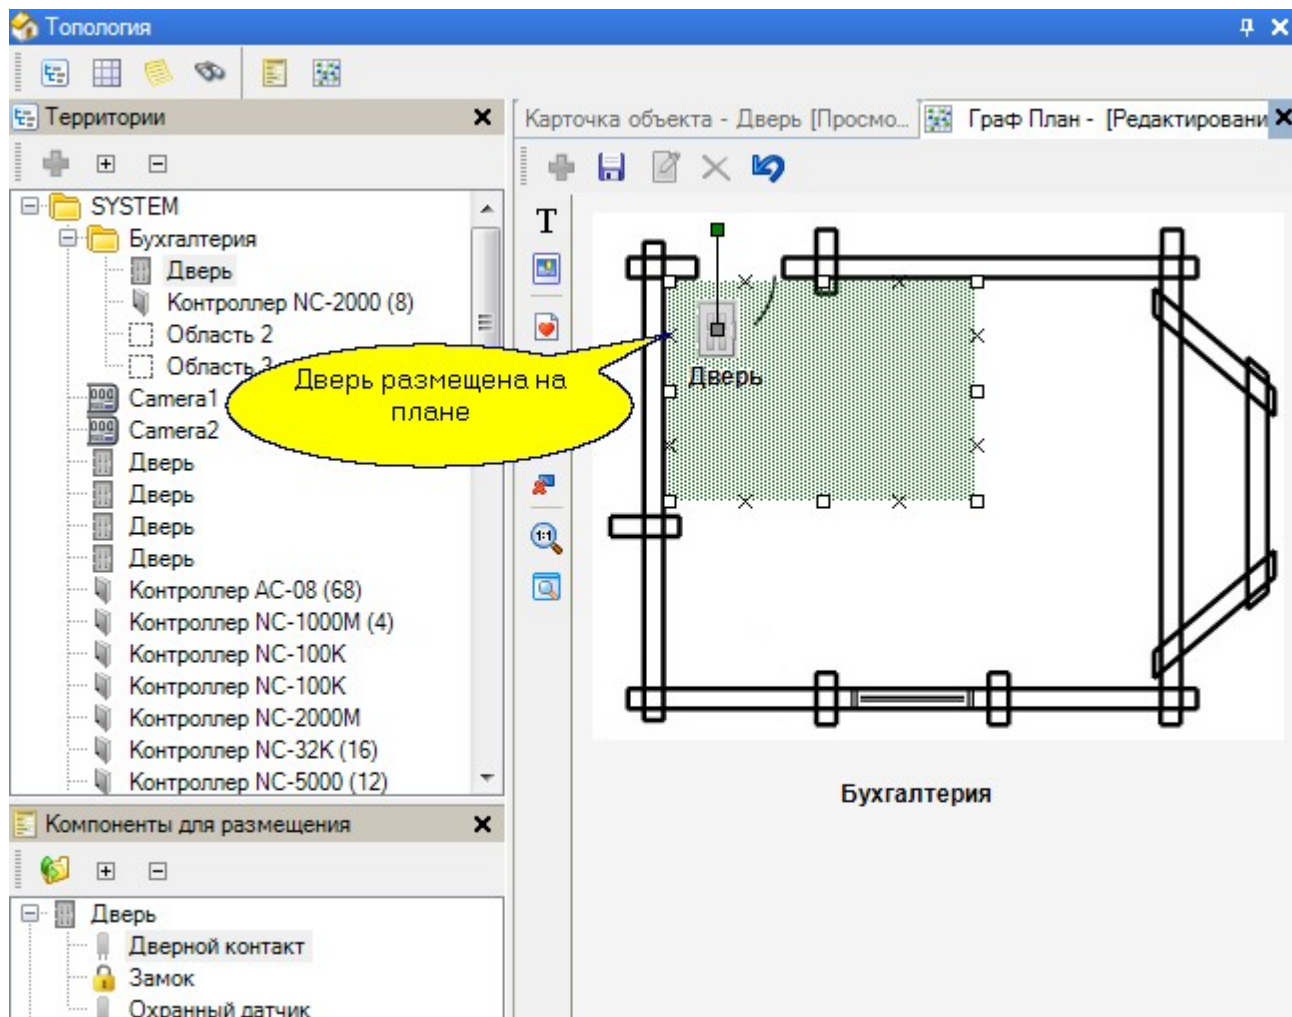 Топология
Территории
SYSTEM
Бухгалтерия
Дверь
Контроллер NC-2000 (8)
Область 2
Область 3
Camera1
Camera2
Дверь
Дверь
Дверь
Дверь
Контроллер AC-08 (68)
Контроллер NC-1000M (4)
Контроллер NC-100K
Контроллер NC-100K
Контроллер NC-2000M
Контроллер NC-32K (16)
Контроллер NC-5000 (12)
Компоненты для размещения
Дверь
Дверной контакт
Замок
Охранный датчик
Карточка объекта - Дверь [Просмо...
Граф План - [Редактировани
T
1:1
Дверь размещена на
плане
Дверь
Бухгалтерия